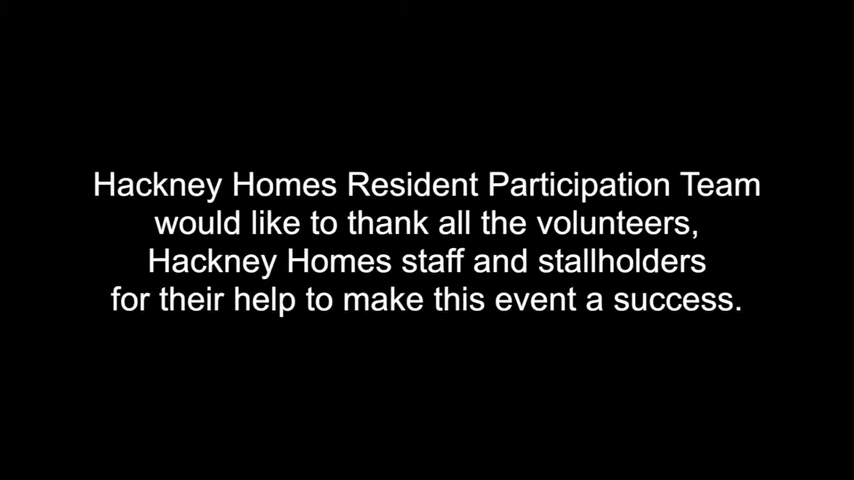 Hackney Homes Resident Participation Team
would like to thank all the volunteers,
Hackney Homes staff and stallholders
for their help to make this event a success.